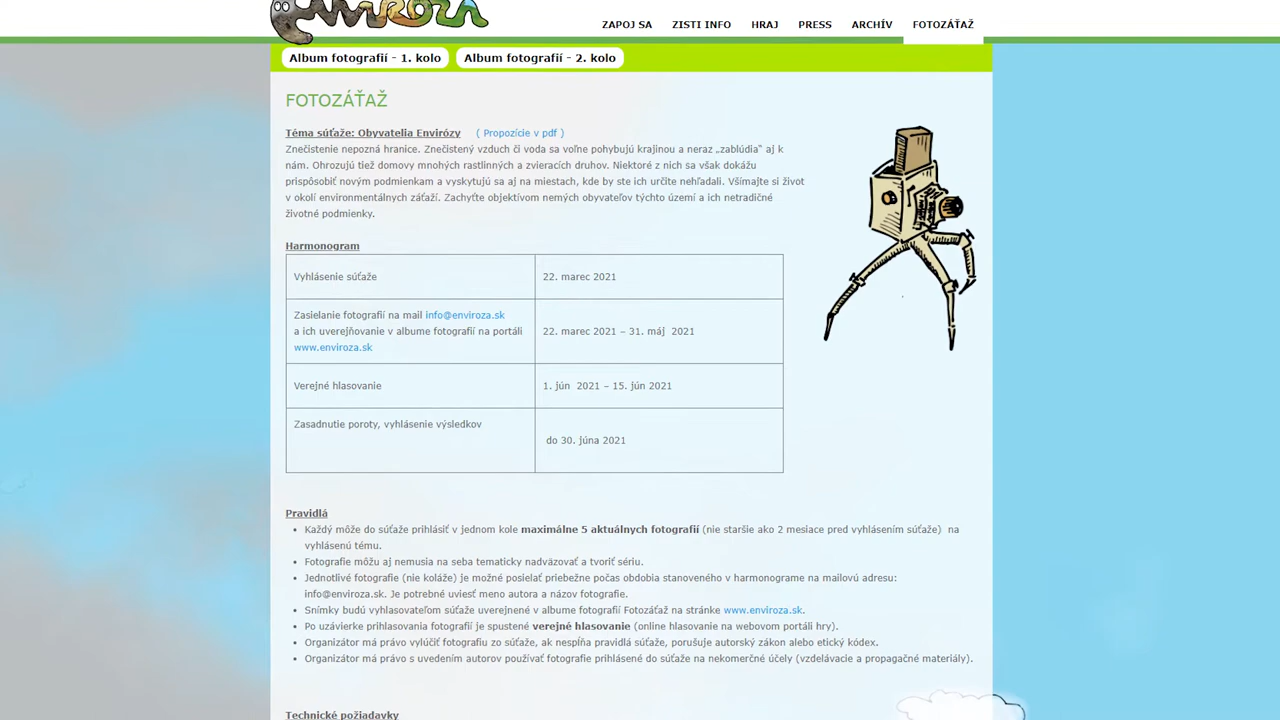 ZAPOJ SA ZISTI INFO HRAJ PRESS ARCHÍV FOTOZÁŤAŽ
Album fotografií - 1. kolo Album fotografií - 2. kolo
FOTOZÁŤAŽ
Téma súťaže: Obyvatelia Envirózy ( Propozície v pdf )
Znečistenie nepozná hranice. Znečistený vzduch či voda sa voľne pohybujú krajinou a neraz „zablúdia“ aj k
nám. Ohrozujú tiež domovy mnohých rastlinných a zvieracích druhov. Niektoré z nich sa však dokážu
prispôsobiť novým podmienkam a vyskytujú sa aj na miestach, kde by ste ich určite nehľadali. Všímajte si život
v okolí environmentálnych záťaží. Zachyťte objektívom nemých obyvateľov týchto území a ich netradičné
životné podmienky.
Harmonogram
Vyhlásenie súťaže 22. marec 2021
Zasielanie fotografií na mail info@enviroza.sk
a ich uverejňovanie v albume fotografií na portáli
www.enviroza.sk
22. marec 2021 – 31. máj 2021
Verejné hlasovanie 1. jún 2021 – 15. jún 2021
Zasadnutie poroty, vyhlásenie výsledkov
do 30. júna 2021
Pravidlá
• Každý môže do súťaže prihlásiť v jednom kole maximálne 5 aktuálnych fotografií (nie staršie ako 2 mesiace pred vyhlásením súťaže) na
vyhlásenú tému.
• Fotografie môžu aj nemusia na seba tematicky nadväzovať a tvoriť sériu.
• Jednotlivé fotografie (nie koláže) je možné posielať priebežne počas obdobia stanoveného v harmonograme na mailovú adresu:
info@enviroza.sk. Je potrebné uviesť meno autora a názov fotografie.
• Snímky budú vyhlasovateľom súťaže uverejnené v albume fotografií Fotozáťaž na stránke www.enviroza.sk.
• Po uzávierke prihlasovania fotografií je spustené verejné hlasovanie (online hlasovanie na webovom portáli hry).
• Organizátor má právo vylúčiť fotografiu zo súťaže, ak nespĺňa pravidlá súťaže, porušuje autorský zákon alebo etický kódex.
• Organizátor má právo s uvedením autorov používať fotografie prihlásené do súťaže na nekomerčné účely (vzdelávacie a propagačné materiály).
Technické požiadavky